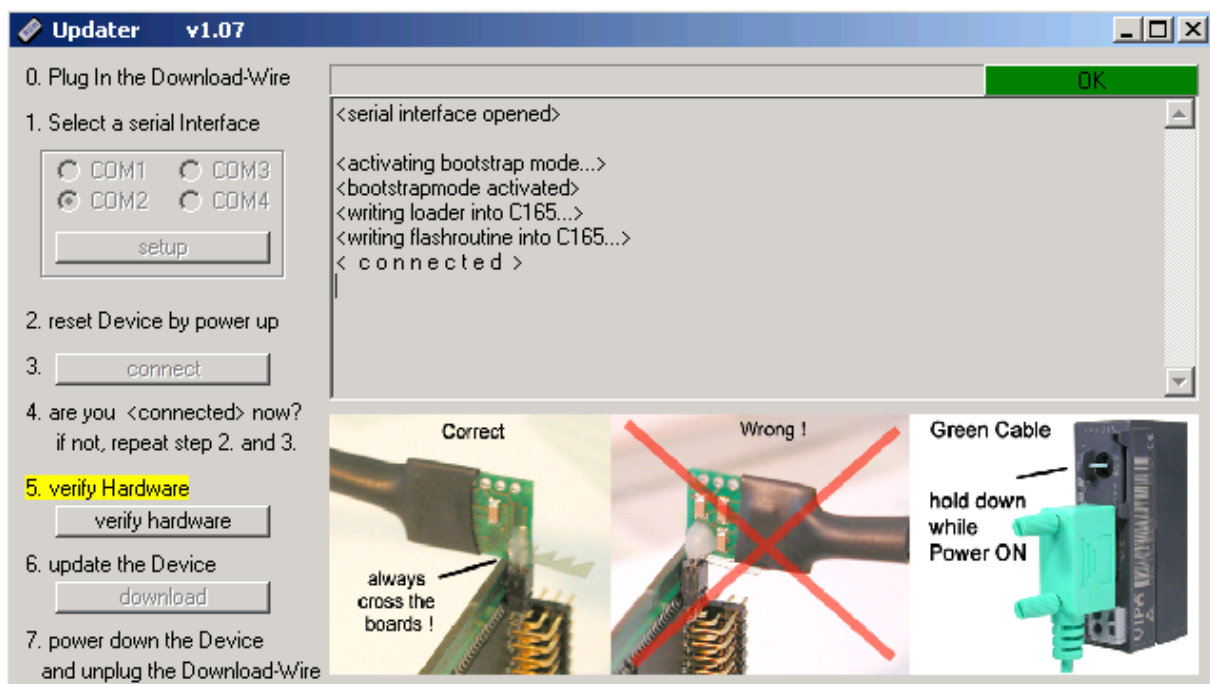 Updater v1.07
0. Plug In the Download-Wire
OK
1. Select a serial Interface
COM1 COM3
COM2 COM4
setup
2. reset Device by power up
3. connect
4. are you <connected> now?
if not, repeat step 2. and 3.
5. verify Hardware
verify hardware
6. update the Device
download
7. power down the Device
and unplug the Download-Wire
<serial interface opened>
<activating bootstrap mode...>
<bootstrapmode activated>
<writing loader into C165...>
<writing flashroutine into C165...>
< c o n n e c t e d >
Correct
always
cross the
boards !
Wrong !
Green Cable
hold down
while
Power ON
VIPA